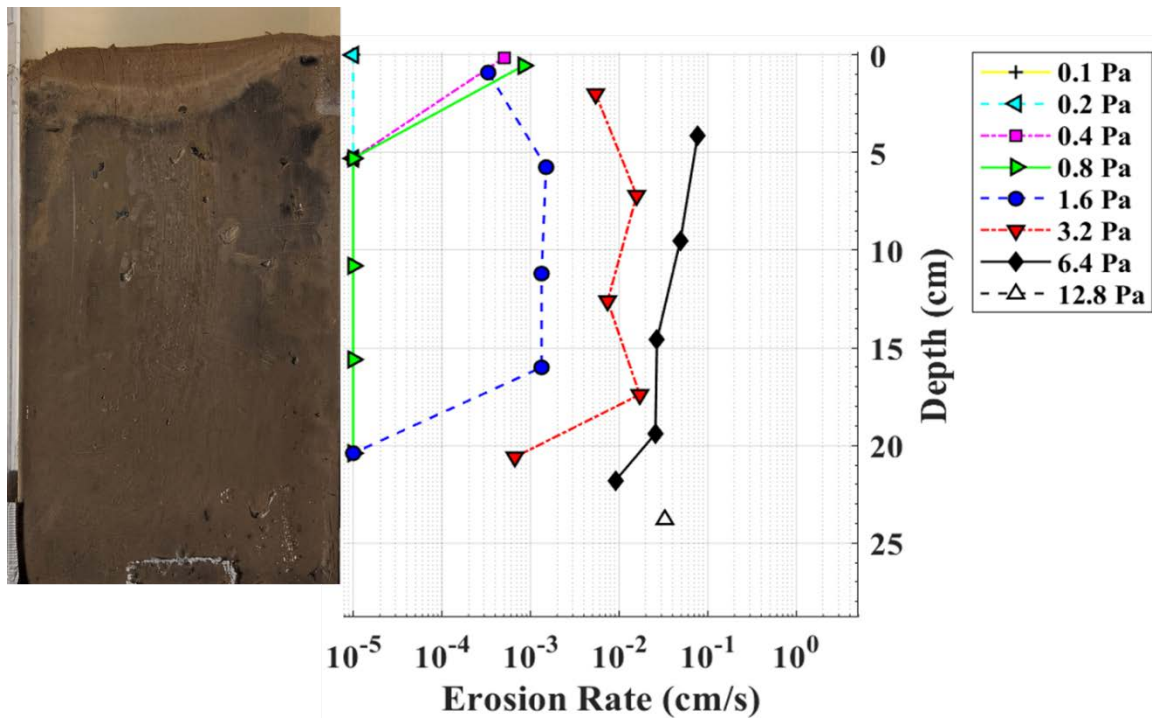 0
5
10
15
20
25
Depth (cm)
10-5
10-4
10-3
10-2
10-1
100
Erosion Rate (cm/s)
0.1 Pa
0.2 Pa
0.4 Pa
0.8 Pa
1.6 Pa
3.2 Pa
6.4 Pa
12.8 Pa